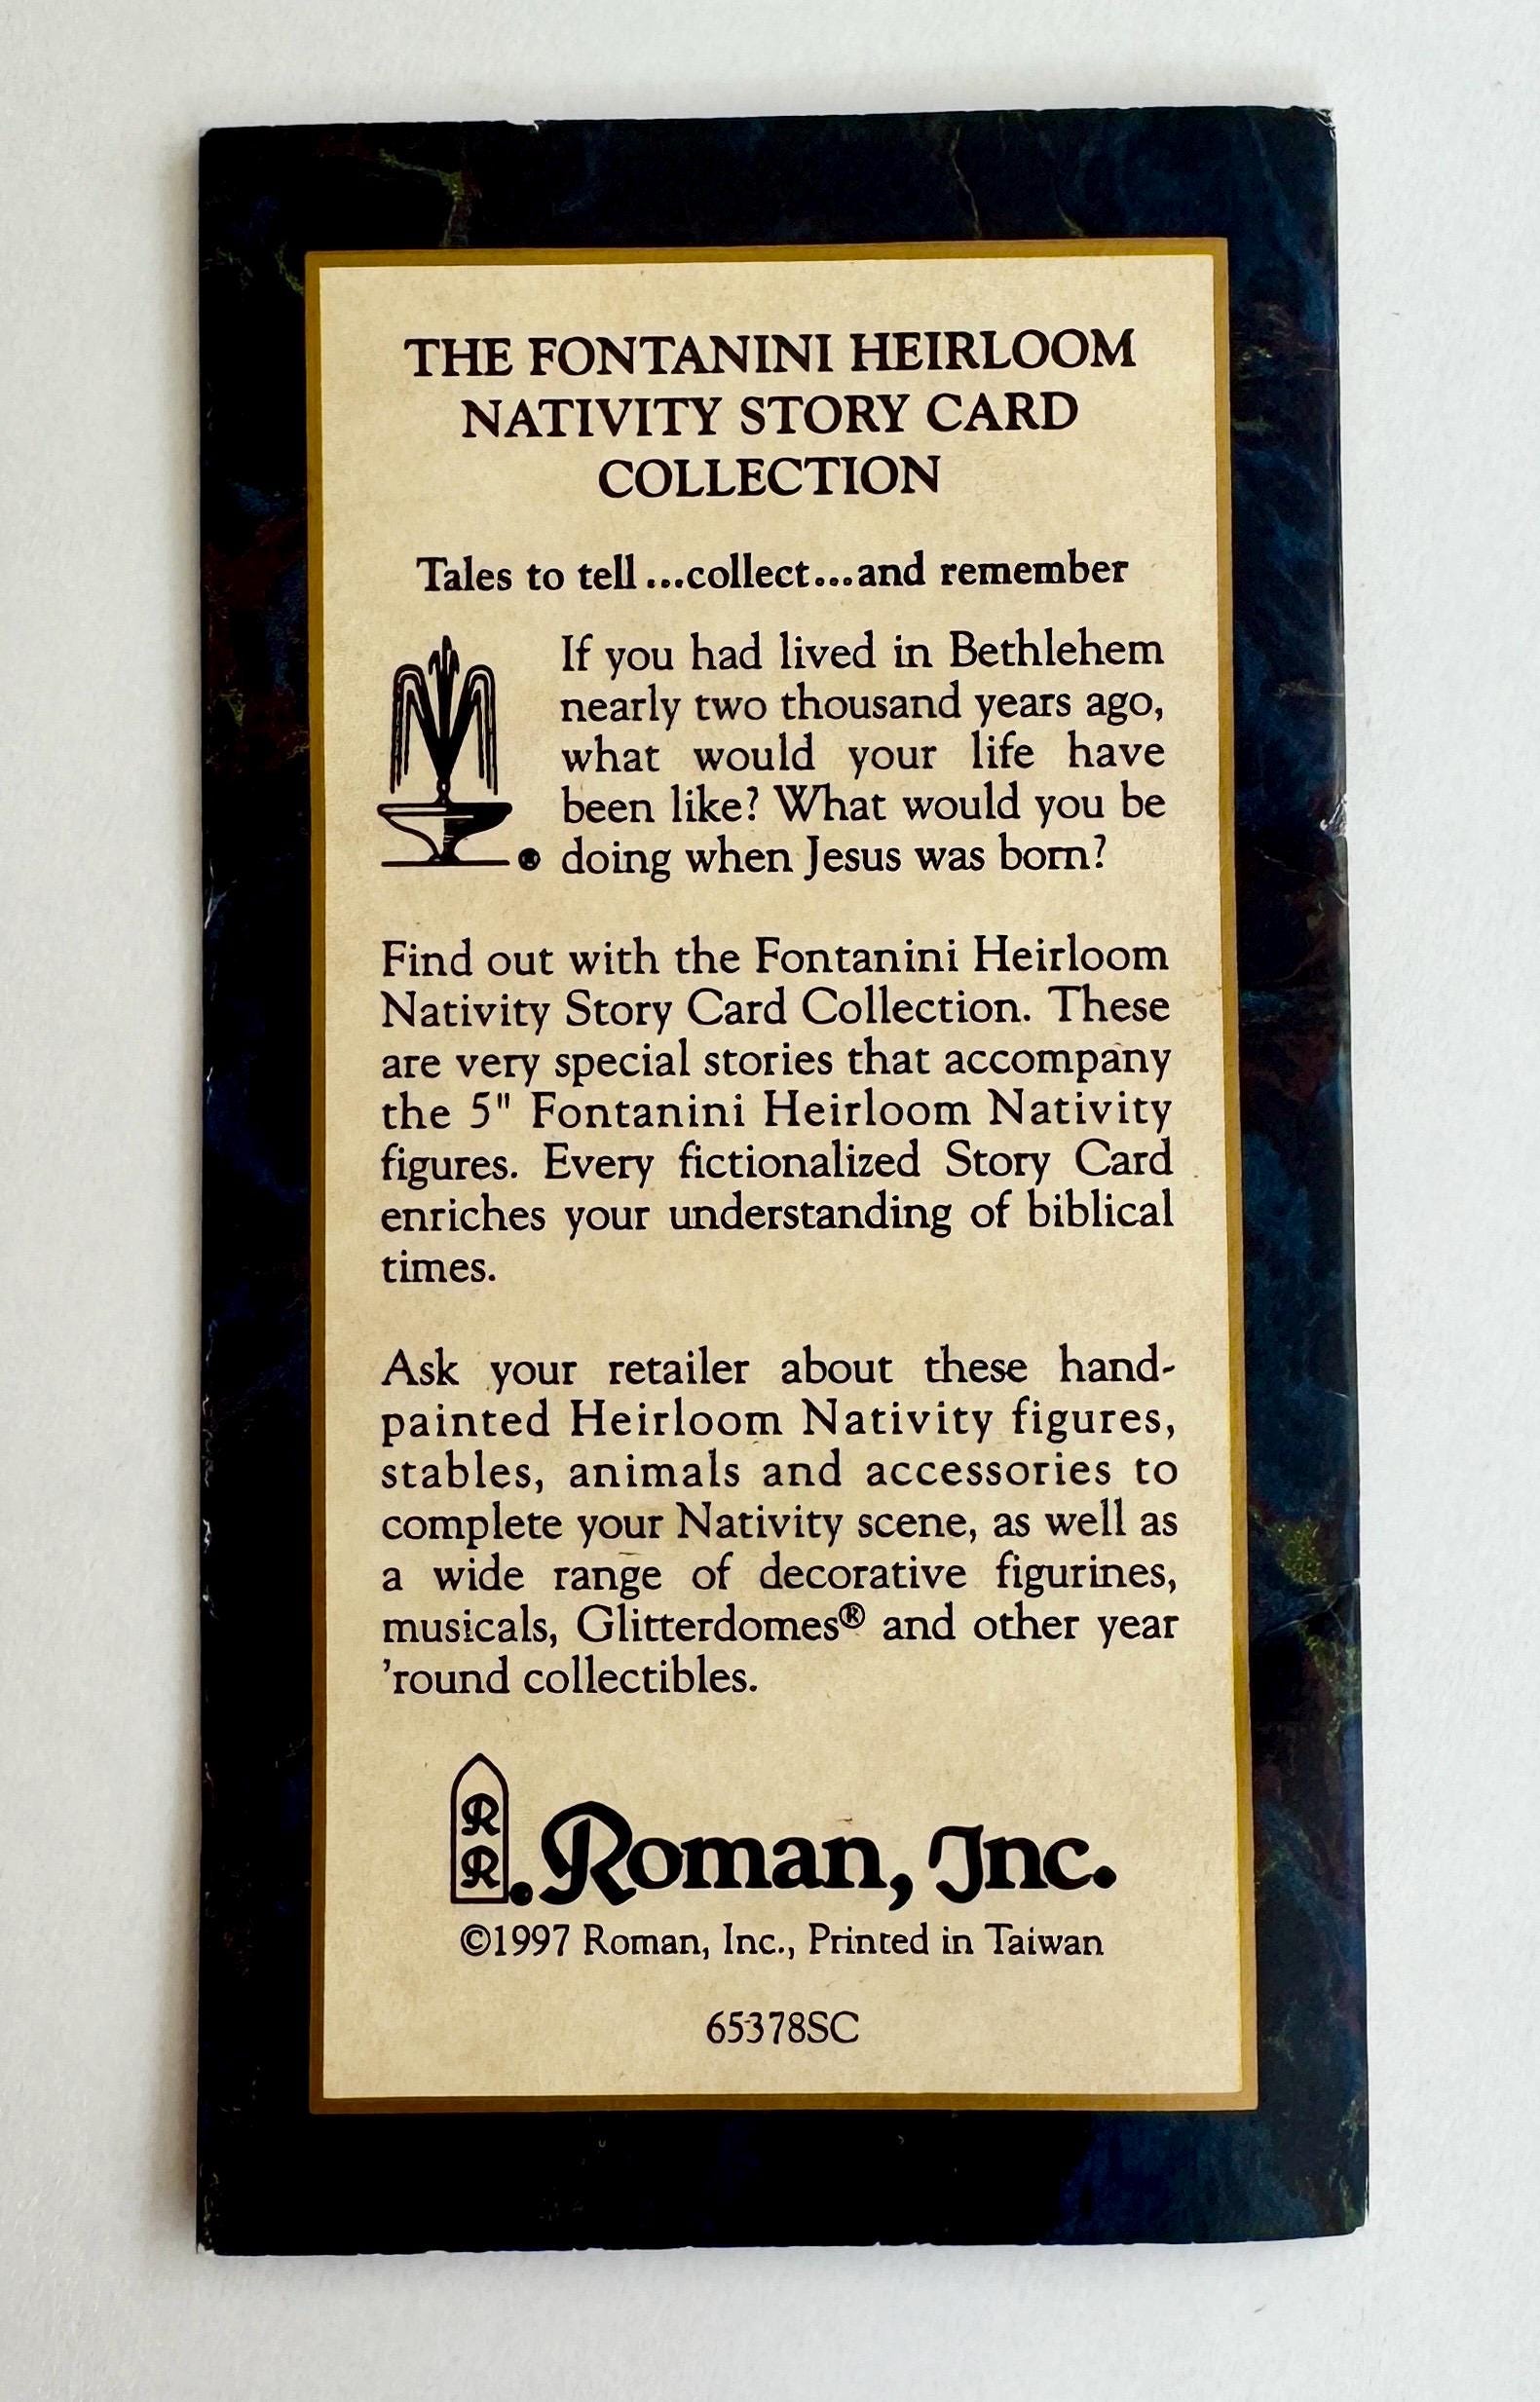 THE FONTANINI HEIRLOOM
NATIVITY STORY CARD
COLLECTION
Tales to tell...collect...and remember
If you had lived in Bethlehem
nearly two thousand years ago,
what would your life have
been like? What would you be
® doing when Jesus was born?
Find out with the Fontanini Heirloom
Nativity Story Card Collection. These
are very special stories that accompany
the 5" Fontanini Heirloom Nativity
figures. Every fictionalized Story Card
enriches your understanding of biblical
times.
Ask your retailer about these hand-
painted Heirloom Nativity figures,
stables, animals and accessories to
complete your Nativity scene, as well as
a wide range of decorative figurines,
musicals, Glitterdomes® and other year
'round collectibles.
R
R
Roman, Inc.
©1997 Roman, Inc., Printed in Taiwan
65378SC